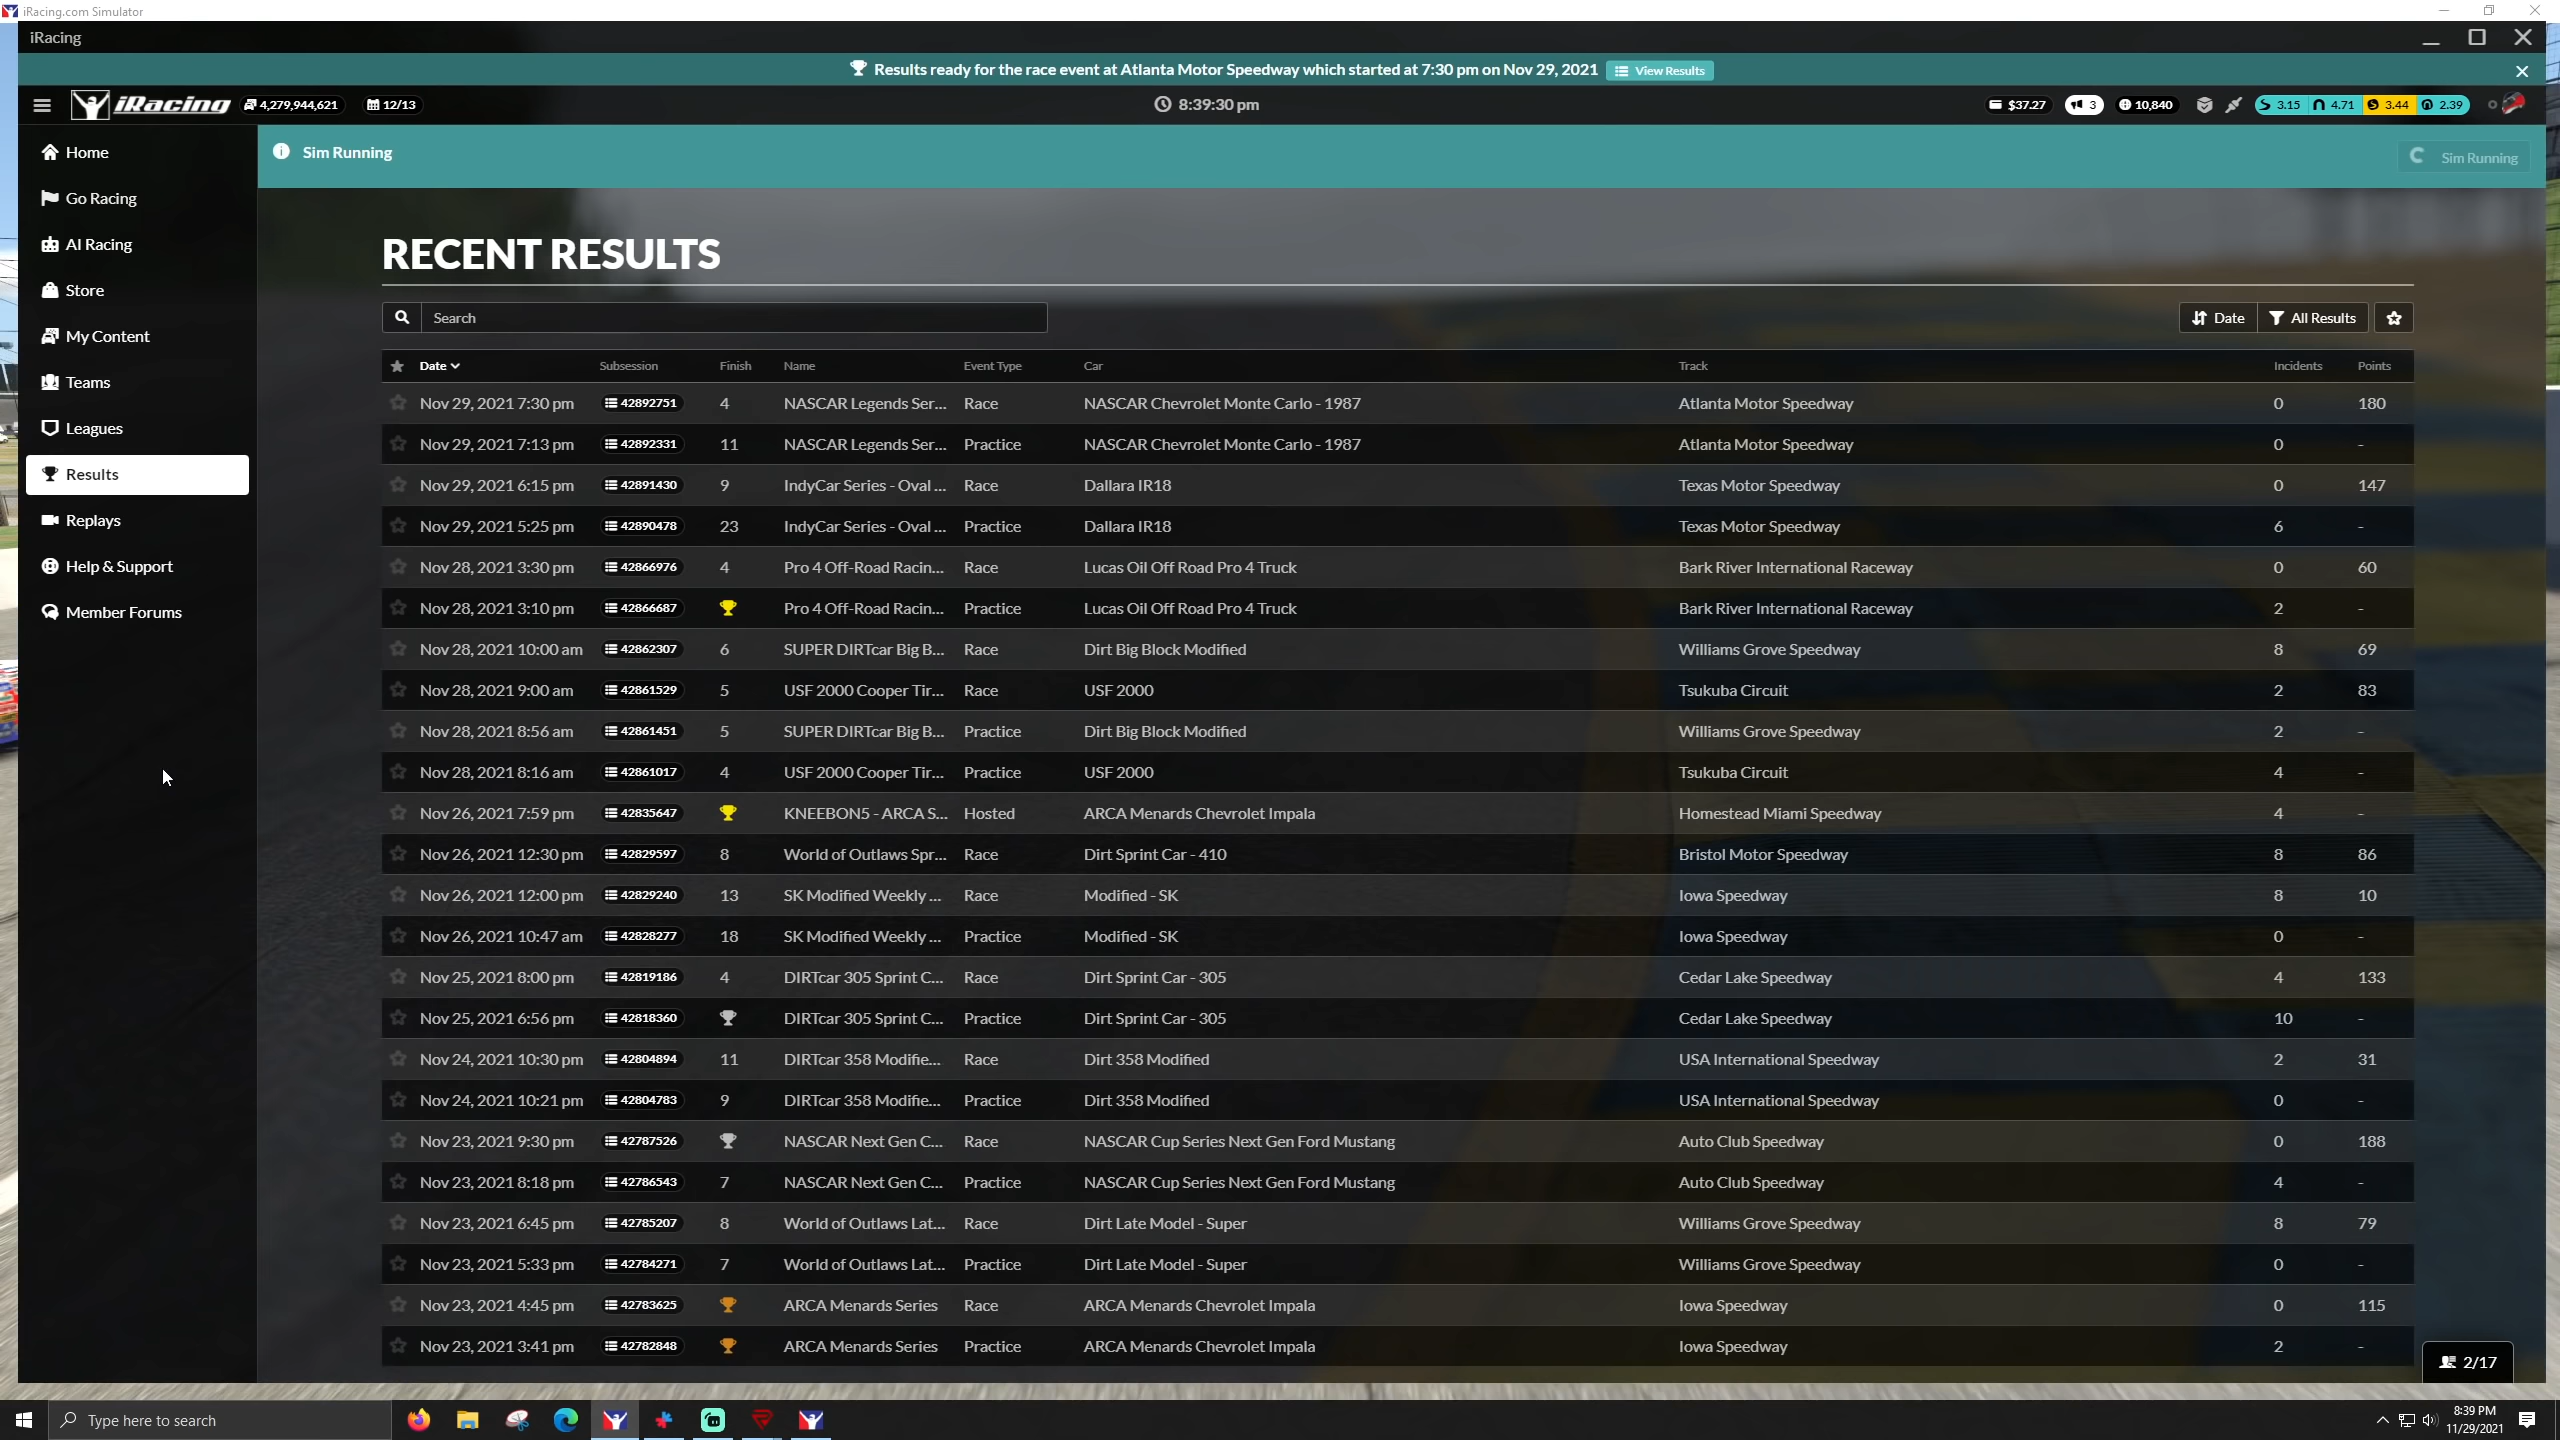 iRacing.com Simulator
iRacing
Results ready for the race event at Atlanta Motor Speedway which started at 7:30 pm on Nov 29, 2021 View Results
iRacing 4,279,944,621 12/13 8:39:30 pm $37.27 3 10,840 3.15 4.71 3.44 2.39
Home
Go Racing
AI Racing
Store
My Content
Teams
Leagues
Results
Replays
Help & Support
Member Forums
Sim Running Sim Running
RECENT RESULTS
Search Date All Results
Date Subsession Finish Name Event Type Car Track Incidents Points
Nov 29, 2021 7:30 pm 42892751 4 NASCAR Legends Ser... Race NASCAR Chevrolet Monte Carlo - 1987 Atlanta Motor Speedway 0 180
Nov 29, 2021 7:13 pm 42892331 11 NASCAR Legends Ser... Practice NASCAR Chevrolet Monte Carlo - 1987 Atlanta Motor Speedway 0 -
Nov 29, 2021 6:15 pm 42891430 9 IndyCar Series - Oval ... Race Dallara IR18 Texas Motor Speedway 0 147
Nov 29, 2021 5:25 pm 42890478 23 IndyCar Series - Oval ... Practice Dallara IR18 Texas Motor Speedway 6 -
Nov 28, 2021 3:30 pm 42866976 4 Pro 4 Off-Road Racin... Race Lucas Oil Off Road Pro 4 Truck Bark River International Raceway 0 60
Nov 28, 2021 3:10 pm 42866687 Pro 4 Off-Road Racin... Practice Lucas Oil Off Road Pro 4 Truck Bark River International Raceway 2 -
Nov 28, 2021 10:00 am 42862307 6 SUPER DIRTcar Big B... Race Dirt Big Block Modified Williams Grove Speedway 8 69
Nov 28, 2021 9:00 am 42861529 5 USF 2000 Cooper Tir... Race USF 2000 Tsukuba Circuit 2 83
Nov 28, 2021 8:56 am 42861451 5 SUPER DIRTcar Big B... Practice Dirt Big Block Modified Williams Grove Speedway 2 -
Nov 28, 2021 8:16 am 42861017 4 USF 2000 Cooper Tir... Practice USF 2000 Tsukuba Circuit 4 -
Nov 26, 2021 7:59 pm 42835647 KNEEBON5 - ARCA S... Hosted ARCA Menards Chevrolet Impala Homestead Miami Speedway 4 -
Nov 26, 2021 12:30 pm 42829597 8 World of Outlaws Spr... Race Dirt Sprint Car - 410 Bristol Motor Speedway 8 86
Nov 26, 2021 12:00 pm 42829240 13 SK Modified Weekly ... Race Modified - SK Iowa Speedway 8 10
Nov 26, 2021 10:47 am 42828277 18 SK Modified Weekly ... Practice Modified - SK Iowa Speedway 0 -
Nov 25, 2021 8:00 pm 42819186 4 DIRTcar 305 Sprint C... Race Dirt Sprint Car - 305 Cedar Lake Speedway 4 133
Nov 25, 2021 6:56 pm 42818360 DIRTcar 305 Sprint C... Practice Dirt Sprint Car - 305 Cedar Lake Speedway 10 -
Nov 24, 2021 10:30 pm 42804894 11 DIRTcar 358 Modifie... Race Dirt 358 Modified USA International Speedway 2 31
Nov 24, 2021 10:21 pm 42804783 9 DIRTcar 358 Modifie... Practice Dirt 358 Modified USA International Speedway 0 -
Nov 23, 2021 9:30 pm 42787526 NASCAR Next Gen C... Race NASCAR Cup Series Next Gen Ford Mustang Auto Club Speedway 0 188
Nov 23, 2021 8:18 pm 42786543 7 NASCAR Next Gen C... Practice NASCAR Cup Series Next Gen Ford Mustang Auto Club Speedway 4 -
Nov 23, 2021 6:45 pm 42785207 8 World of Outlaws Lat... Race Dirt Late Model - Super Williams Grove Speedway 8 79
Nov 23, 2021 5:33 pm 42784271 7 World of Outlaws Lat... Practice Dirt Late Model - Super Williams Grove Speedway 0 -
Nov 23, 2021 4:45 pm 42783625 ARCA Menards Series Race ARCA Menards Chevrolet Impala Iowa Speedway 0 115
Nov 23, 2021 3:41 pm 42782848 ARCA Menards Series Practice ARCA Menards Chevrolet Impala Iowa Speedway 2 -
2/17
Type here to search
8:39 PM
11/29/2021